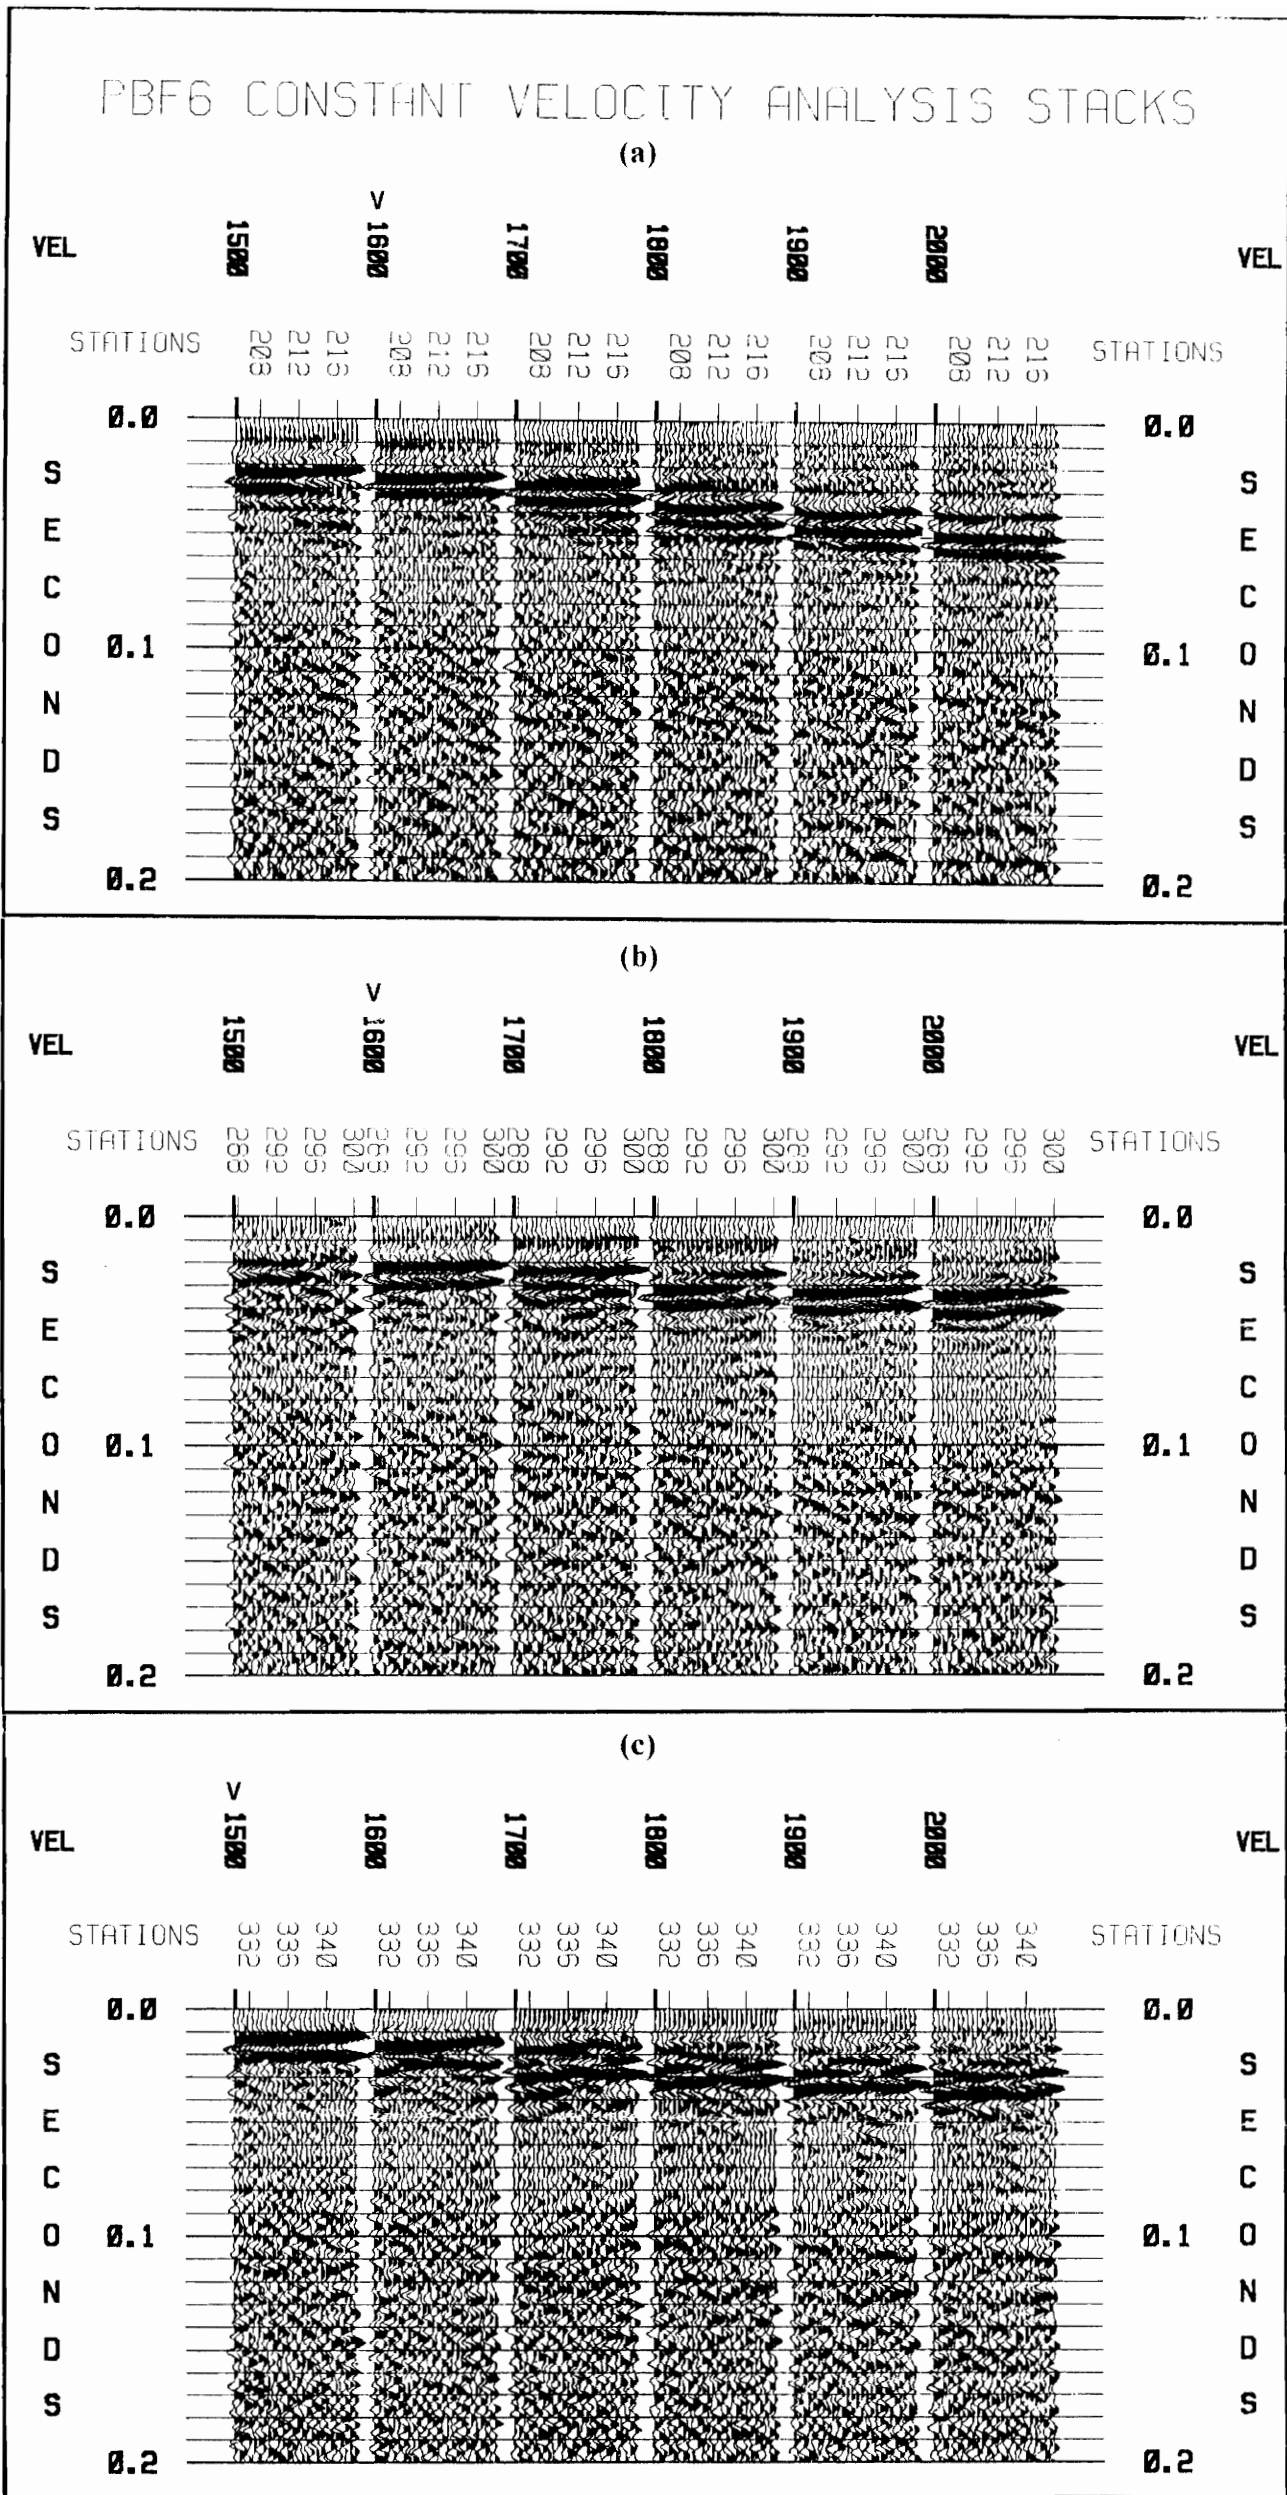 PBF6 CONSTANT VELOCITY ANALYSIS STACKS
(a)
V
VEL 1500 1600 1700 1800 1900 2000 VEL
STATIONS 208 212 216 208 212 216 208 212 216 208 212 216 208 212 216 208 212 216 STATIONS
0.0 0.0
SECONDS SECONDS
0.1 0.1
0.2 0.2
(b)
V
VEL 1500 1600 1700 1800 1900 2000 VEL
STATIONS 288 292 296 300 288 292 296 300 288 292 296 300 288 292 296 300 288 292 296 300 288 292 296 300 STATIONS
0.0 0.0
SECONDS SECONDS
0.1 0.1
0.2 0.2
(c)
V
VEL 1500 1600 1700 1800 1900 2000 VEL
STATIONS 332 336 340 332 336 340 332 336 340 332 336 340 332 336 340 332 336 340 STATIONS
0.0 0.0
SECONDS SECONDS
0.1 0.1
0.2 0.2